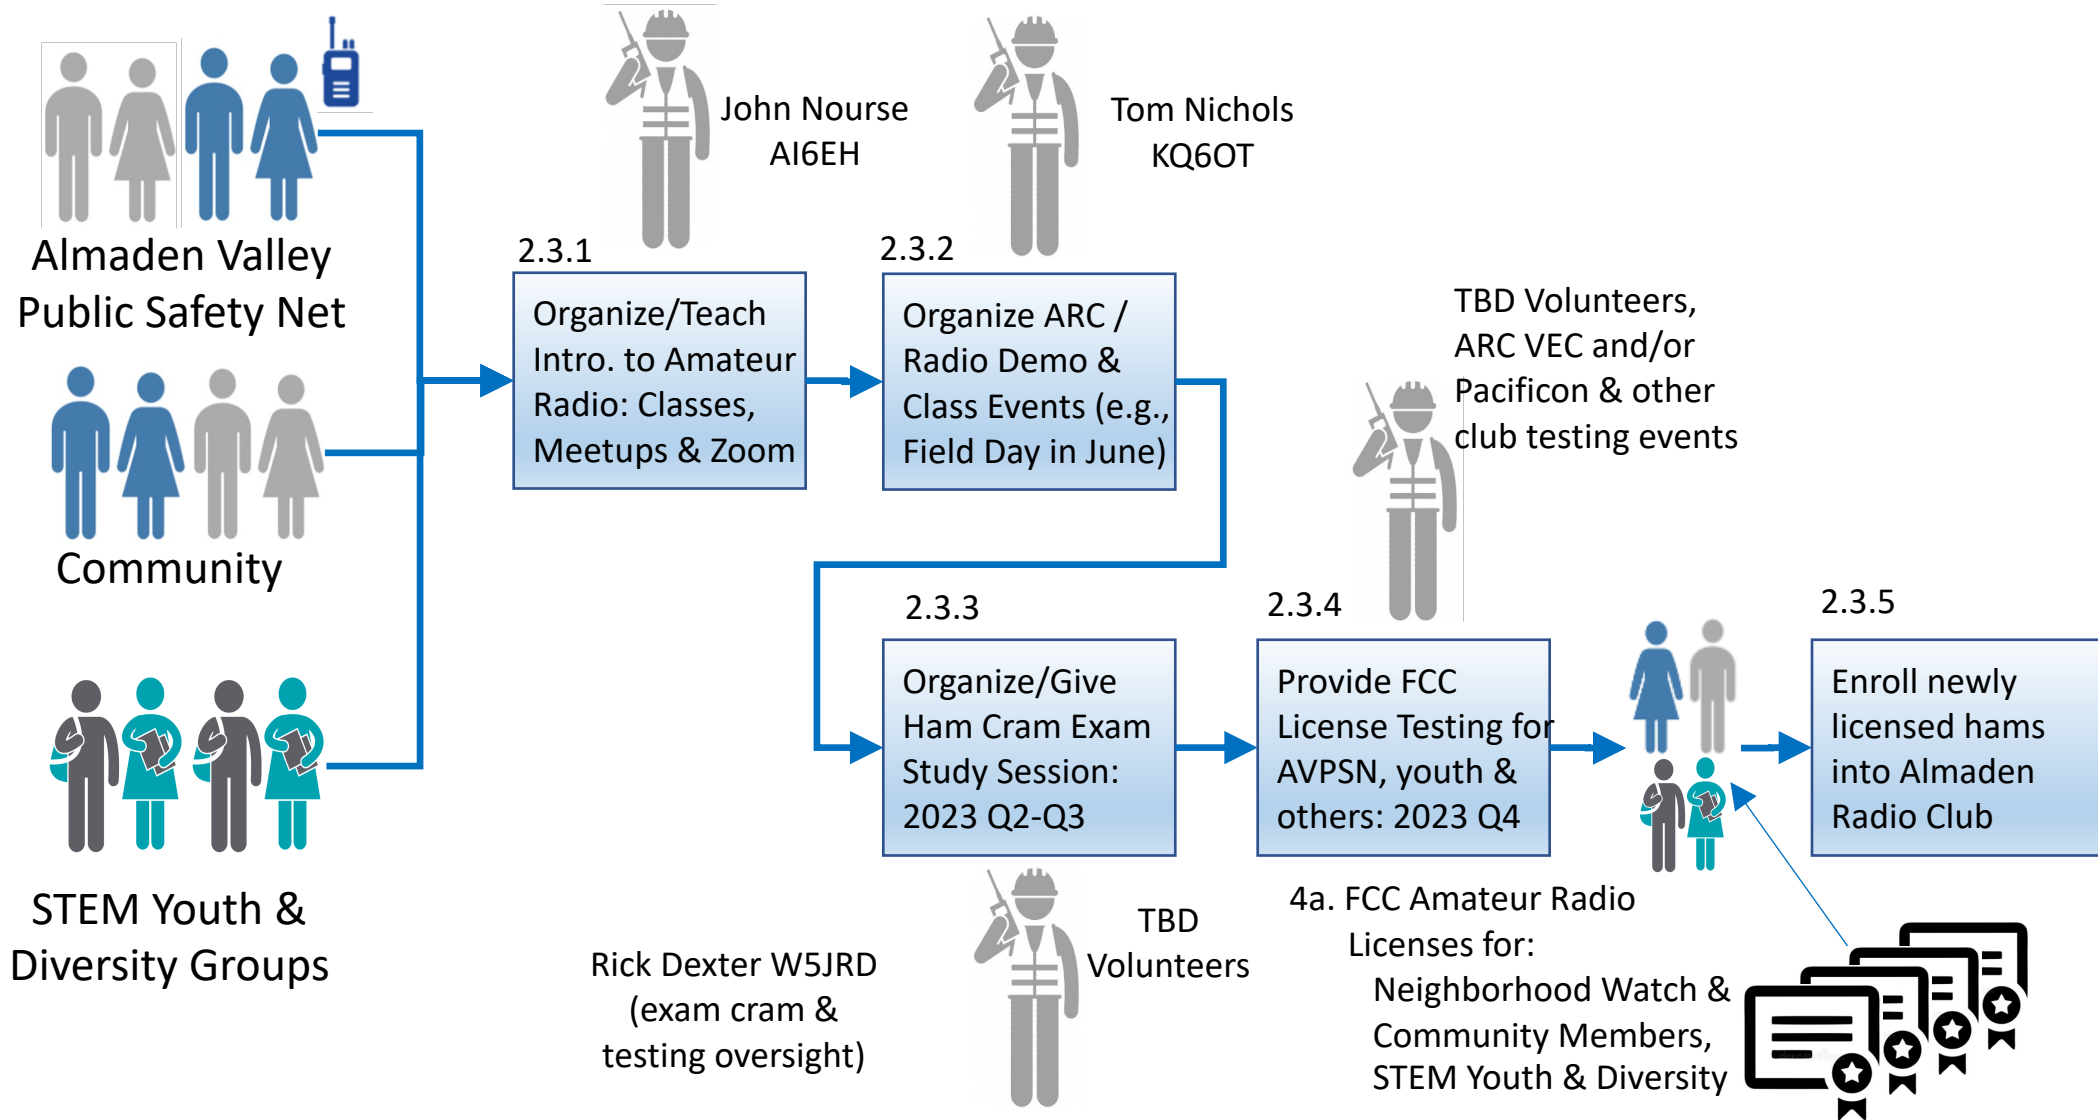 John Nourse
AI6EH
Tom Nichols
KQ6OT
Almaden Valley
Public Safety Net
2.3.1
Organize/Teach
Intro. to Amateur
Radio: Classes,
Meetups & Zoom
2.3.2
Organize ARC /
Radio Demo &
Class Events (e.g.,
Field Day in June)
TBD Volunteers,
ARC VEC and/or
Pacificon & other
club testing events
Community
2.3.3
Organize/Give
Ham Cram Exam
Study Session:
2023 Q2-Q3
2.3.4
Provide FCC
License Testing for
AVPSN, youth &
others: 2023 Q4
2.3.5
Enroll newly
licensed hams
into Almaden
Radio Club
STEM Youth &
Diversity Groups
Rick Dexter W5JRD
(exam cram &
testing oversight)
TBD
Volunteers
4a. FCC Amateur Radio
Licenses for:
Neighborhood Watch &
Community Members,
STEM Youth & Diversity